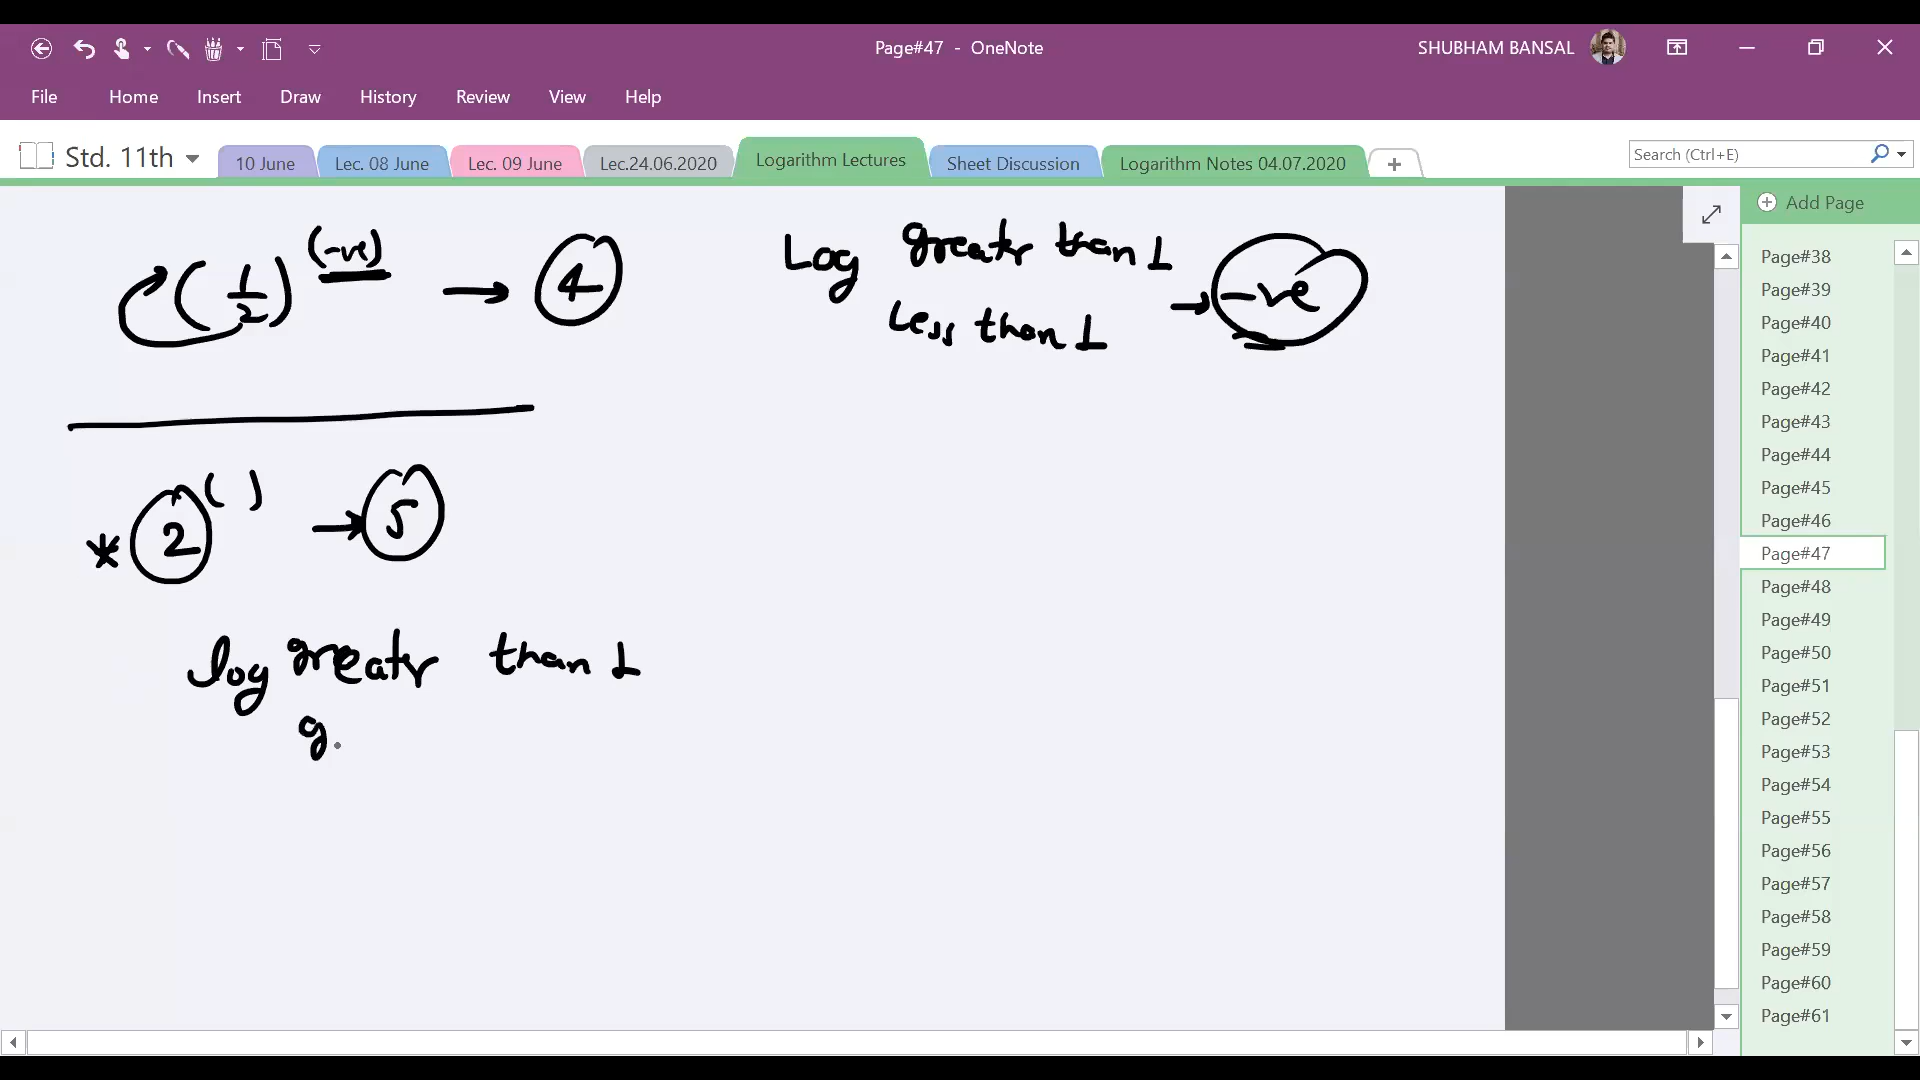 Page#47 - OneNote
SHUBHAM BANSAL
File Home Insert Draw History Review View Help
Std. 11th
10 June
Lec. 08 June
Lec. 09 June
Lec.24.06.2020
Logarithm Lectures
Sheet Discussion
Logarithm Notes 04.07.2020
+
Search (Ctrl+E)
(1/2)^(-ve) → 4
Log greater than 1
less than 1 → -ve
* 2^( ) → 5
log greatr than 1
g
Add Page
Page#38
Page#39
Page#40
Page#41
Page#42
Page#43
Page#44
Page#45
Page#46
Page#47
Page#48
Page#49
Page#50
Page#51
Page#52
Page#53
Page#54
Page#55
Page#56
Page#57
Page#58
Page#59
Page#60
Page#61